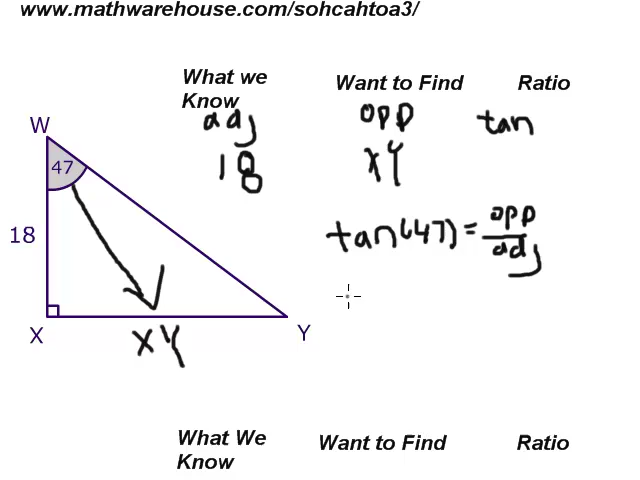 www.mathwarehouse.com/sohcahtoa3/
What we Want to Find Ratio
Know
adj opp tan
18 XY
W
47
18
tan(47) = opp
adj
X Y
XY
What We Want to Find Ratio
Know